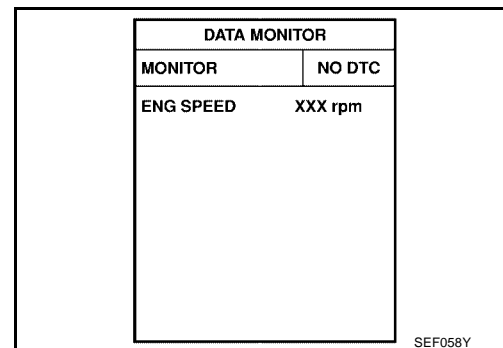 DATA MONITOR
MONITOR NO DTC
ENG SPEED XXX rpm
SEF058Y